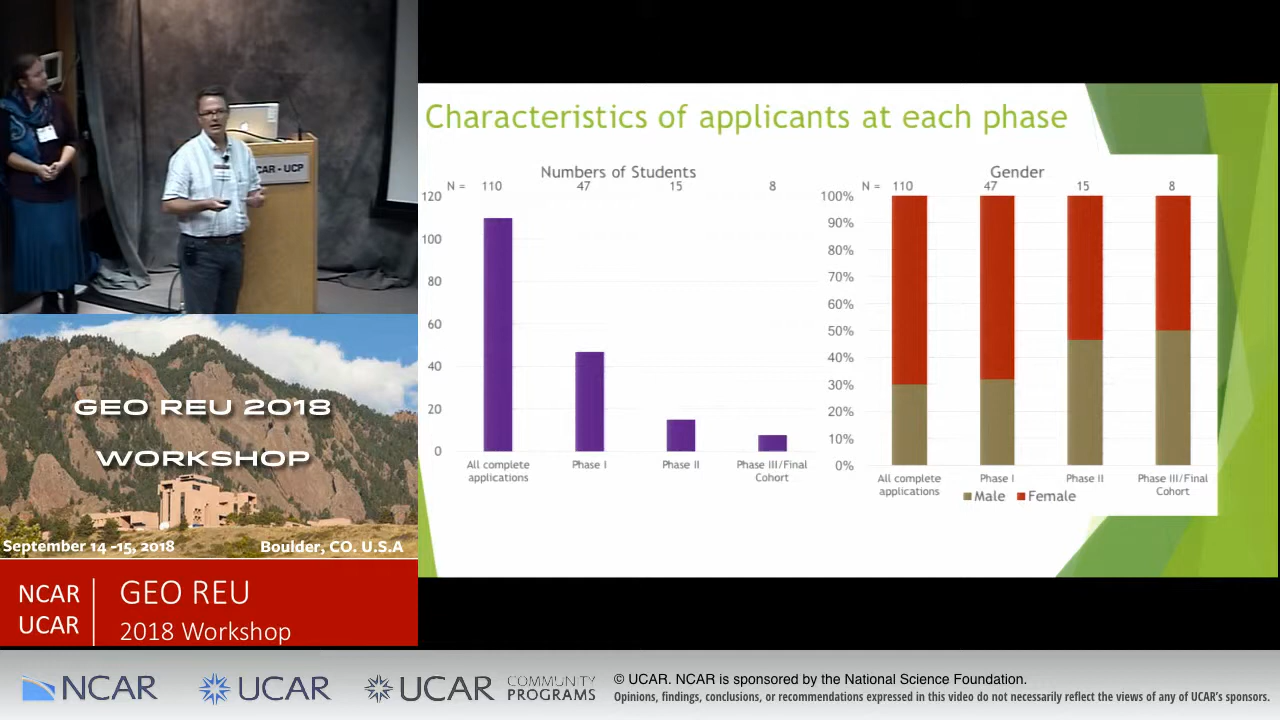 CAR - UCP
GEO REU 2018
WORKSHOP
September 14 -15, 2018
Boulder, CO. U.S.A
NCAR
UCAR
GEO REU
2018 Workshop
Characteristics of applicants at each phase
Numbers of Students
N = 110 47 15 8
120
100
80
60
40
20
0
All complete applications
Phase I
Phase II
Phase III/Final Cohort
Gender
N = 110 47 15 8
100%
90%
80%
70%
60%
50%
40%
30%
20%
10%
0%
All complete applications
Phase I
Phase II
Phase III/Final Cohort
Male Female
NCAR
UCAR
UCAR
COMMUNITY
PROGRAMS
© UCAR. NCAR is sponsored by the National Science Foundation.
Opinions, findings, conclusions, or recommendations expressed in this video do not necessarily reflect the views of any of UCAR's sponsors.